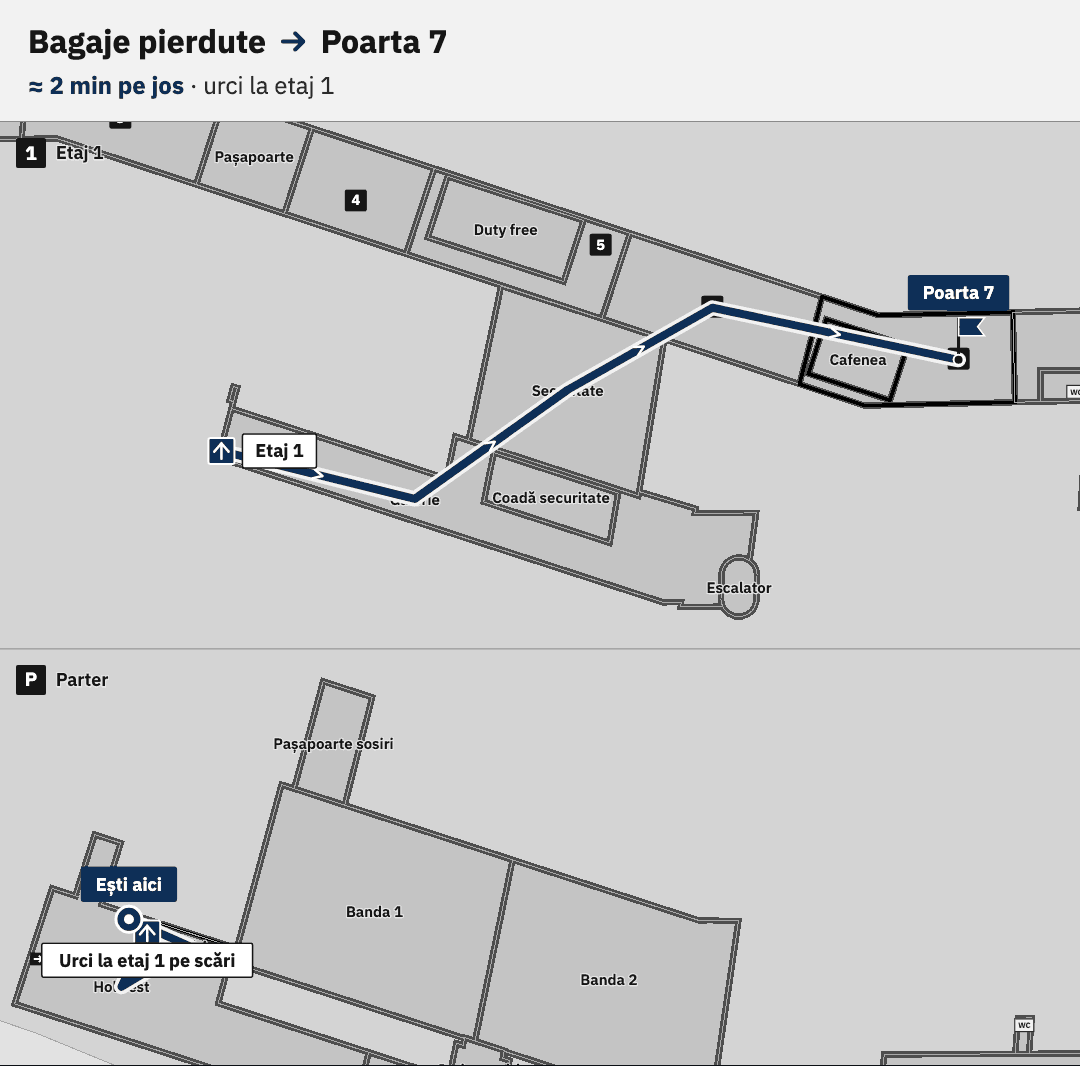 Bagaje pierdute → Poarta 7
≈ 2 min pe jos · urci la etaj 1
1 Etaj 1
Pașapoarte
4
Duty free
5
Poarta 7
Cafenea
WC
Etaj 1
Coadă securitate
Escalator
P Parter
Pașapoarte sosiri
Ești aici
Banda 1
Urci la etaj 1 pe scări
Banda 2
WC